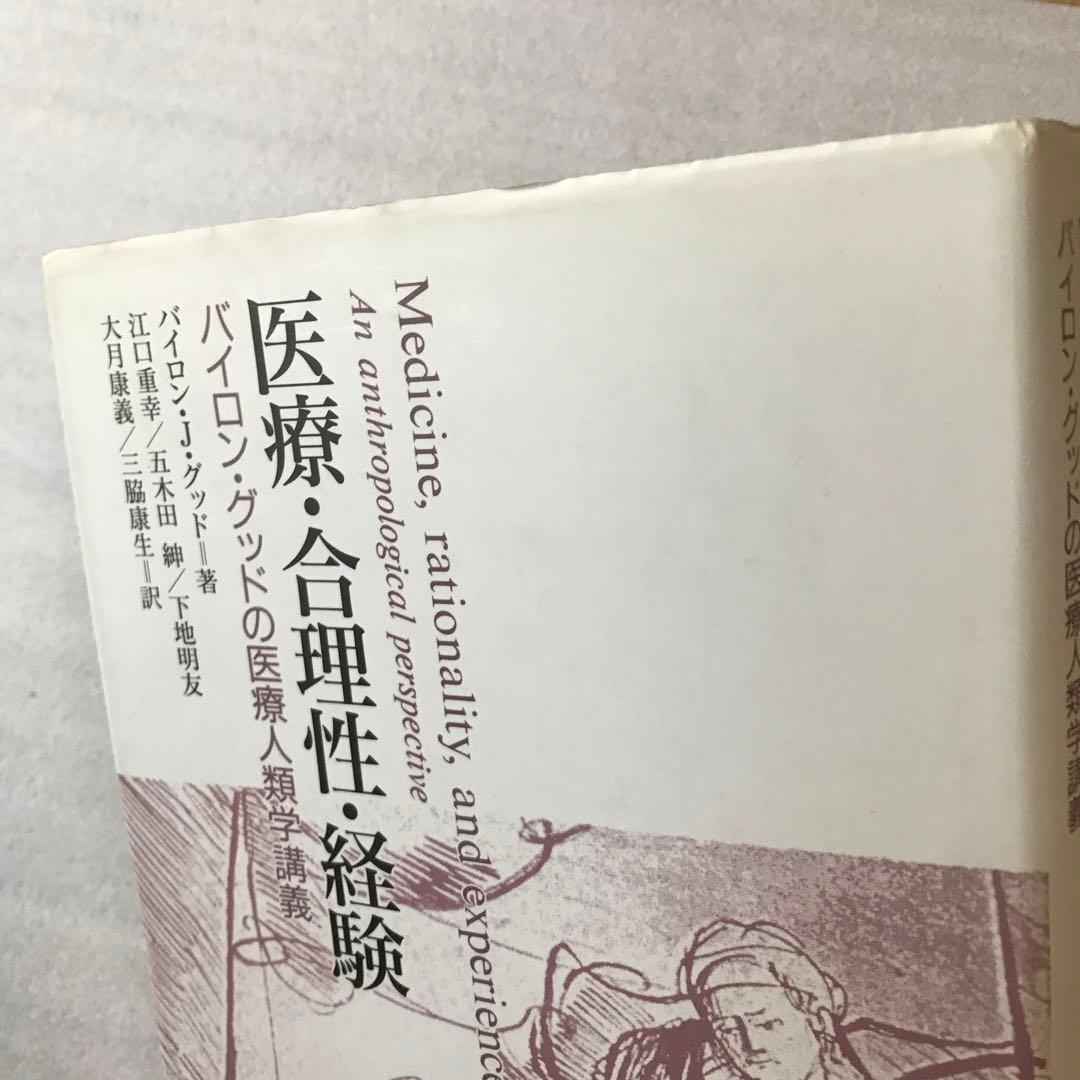 Medicine, rationality, and experience
An anthropological perspective
医療・合理性・経験
バイロン・グッドの医療人類学講義
バイロン・J・グッド=著
江口重幸/五木田 紳/下地明友
大月康義/三脇康生=訳
バイロン・グッドの医療人類学講義